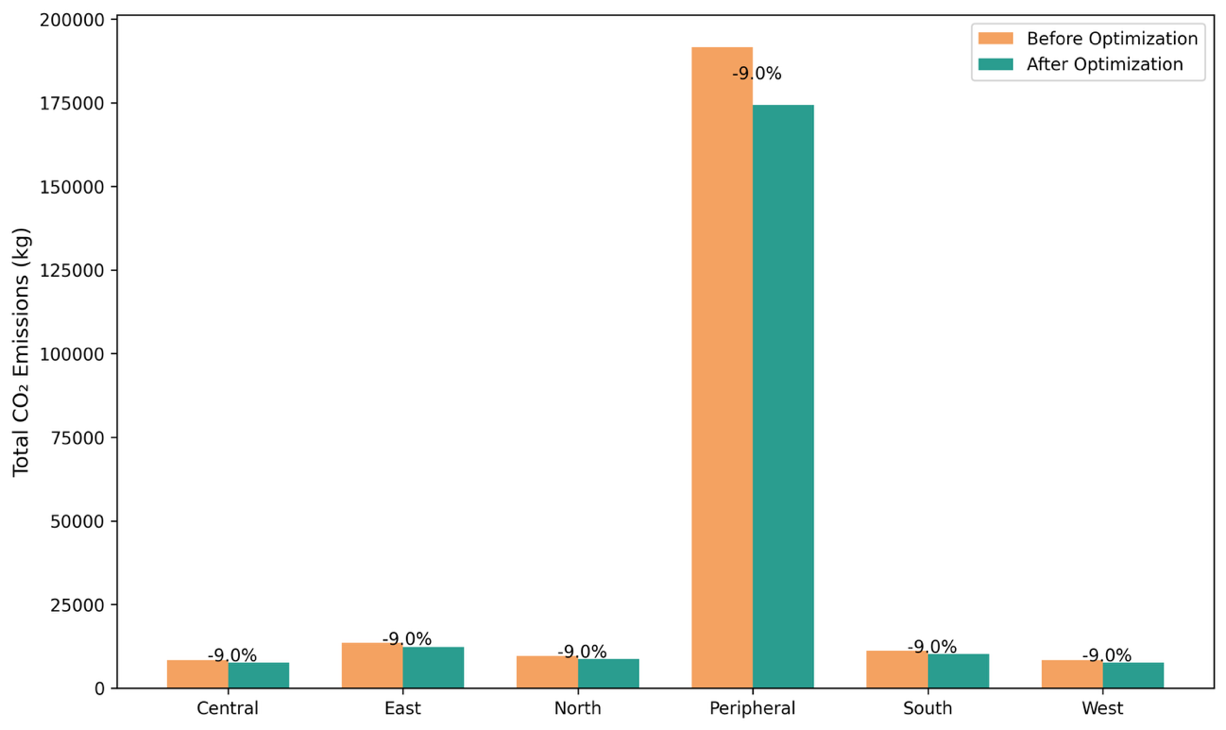 Before Optimization
After Optimization
Total CO₂ Emissions (kg)
200000
175000
150000
125000
100000
75000
50000
25000
0
-9.0%
-9.0%
-9.0%
-9.0%
-9.0%
-9.0%
Central
East
North
Peripheral
South
West